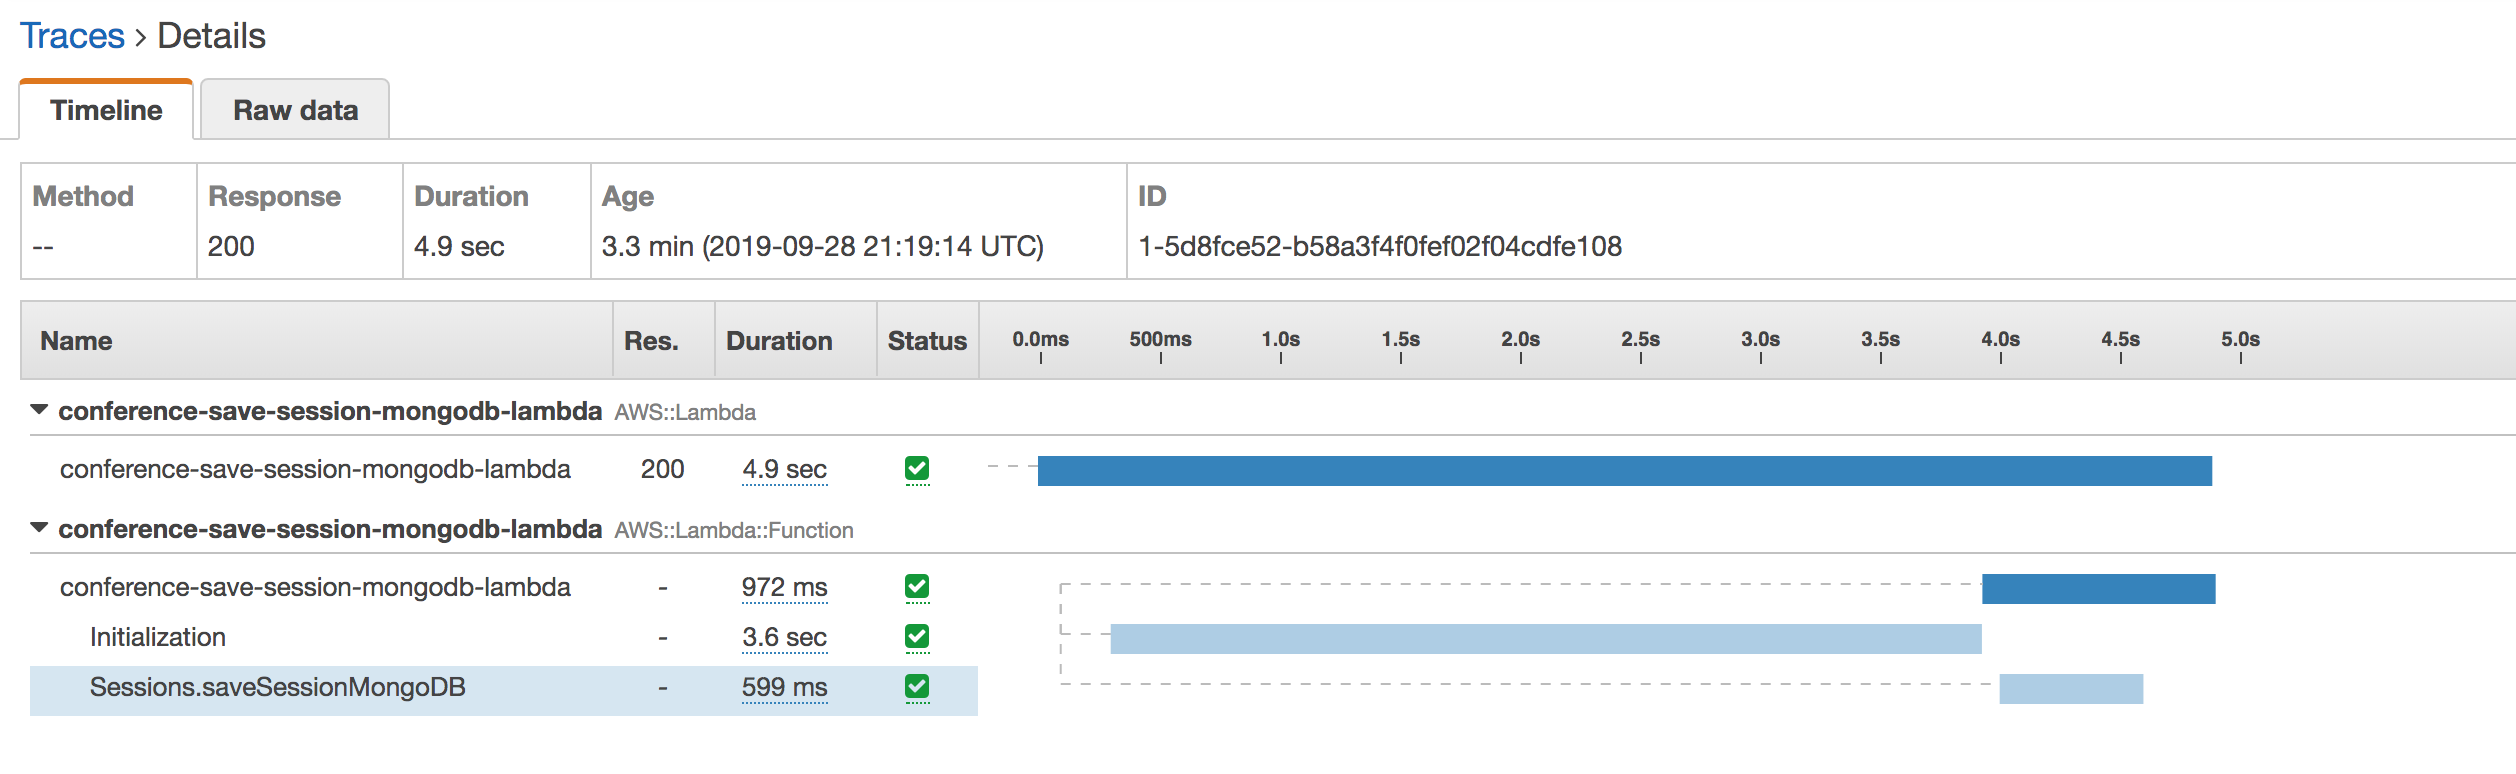 Traces > Details
Timeline Raw data
Method Response Duration Age ID
-- 200 4.9 sec 3.3 min (2019-09-28 21:19:14 UTC) 1-5d8fce52-b58a3f4f0fef02f04cdfe108
Name Res. Duration Status 0.0ms 500ms 1.0s 1.5s 2.0s 2.5s 3.0s 3.5s 4.0s 4.5s 5.0s
conference-save-session-mongodb-lambda AWS::Lambda
conference-save-session-mongodb-lambda 200 4.9 sec
conference-save-session-mongodb-lambda AWS::Lambda::Function
conference-save-session-mongodb-lambda - 972 ms
Initialization - 3.6 sec
Sessions.saveSessionMongoDB - 599 ms